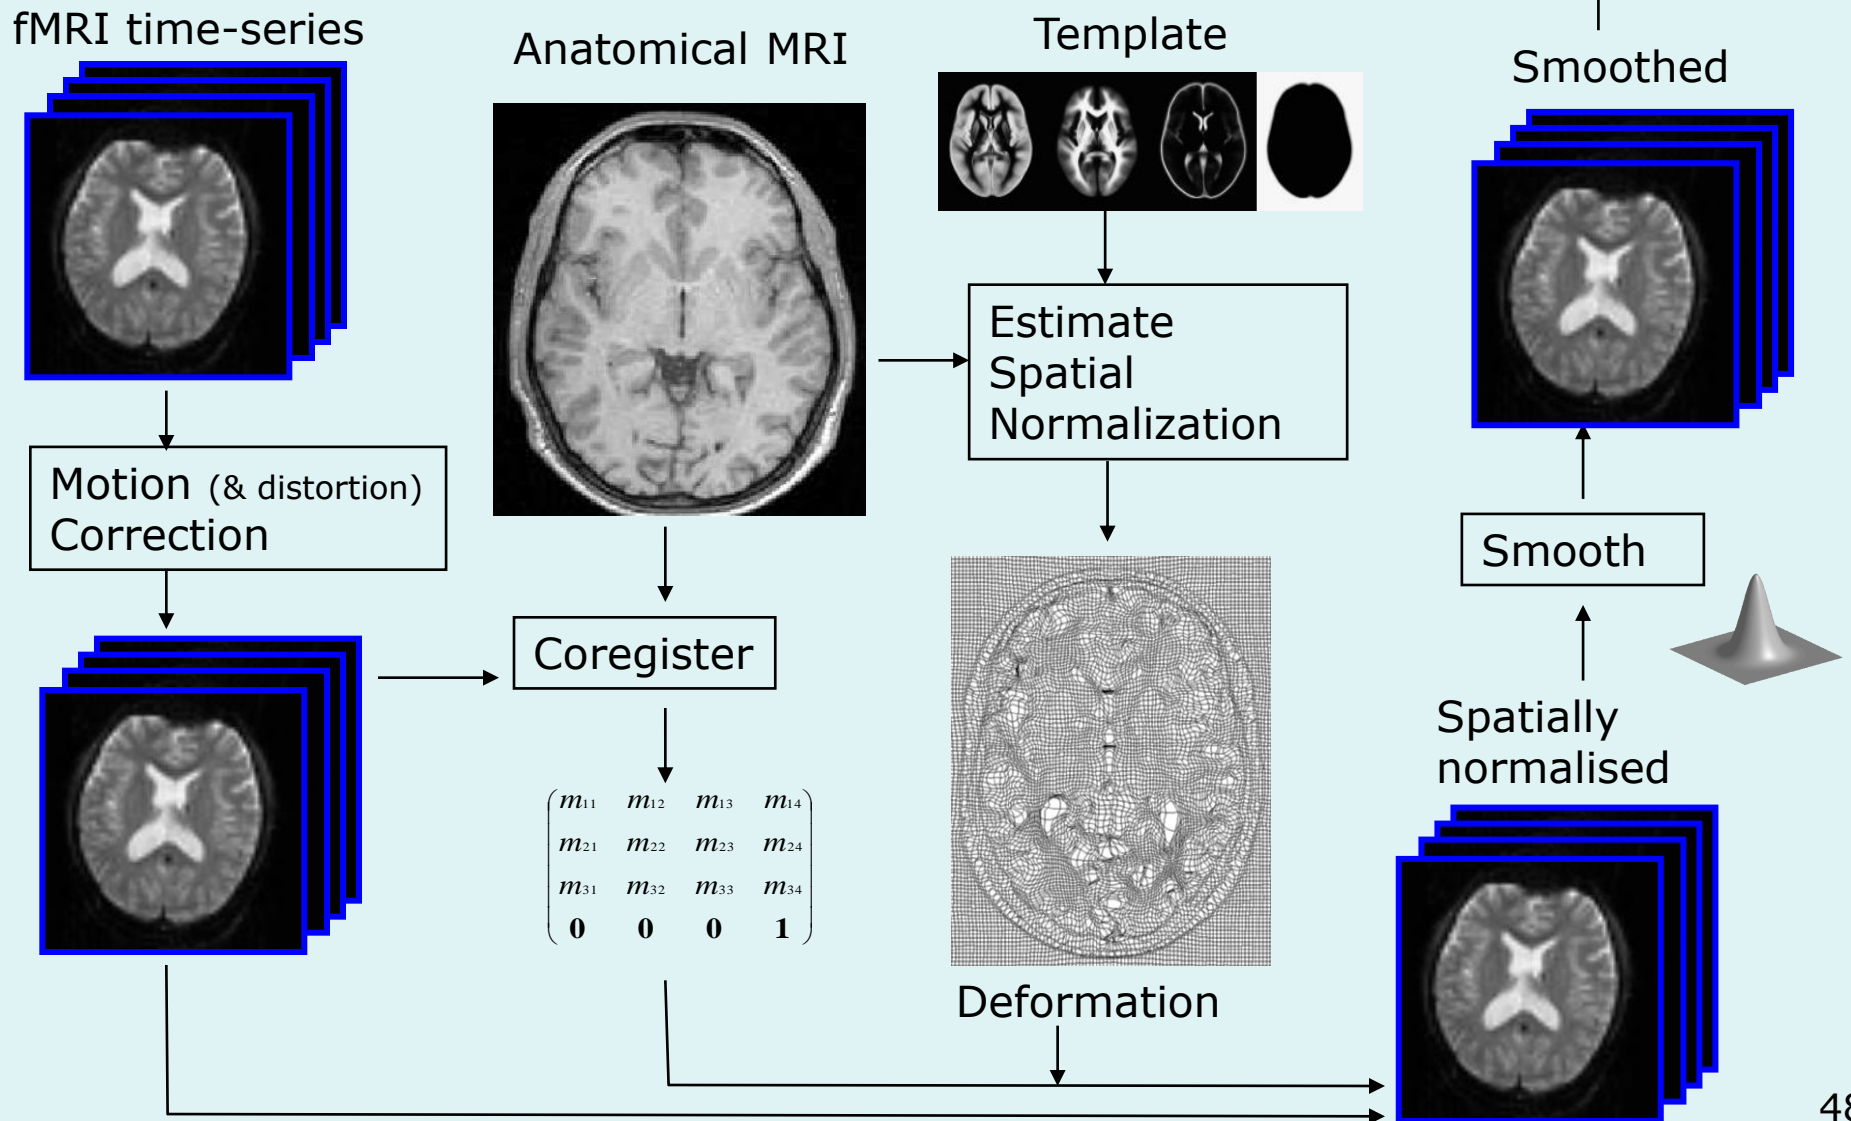 fMRI time-series
Anatomical MRI
Template
Smoothed
Estimate
Spatial
Normalization
Motion (& distortion)
Correction
Smooth
Coregister
Spatially
normalised
m11 m12 m13 m14
m21 m22 m23 m24
m31 m32 m33 m34
0 0 0 1
Deformation
48